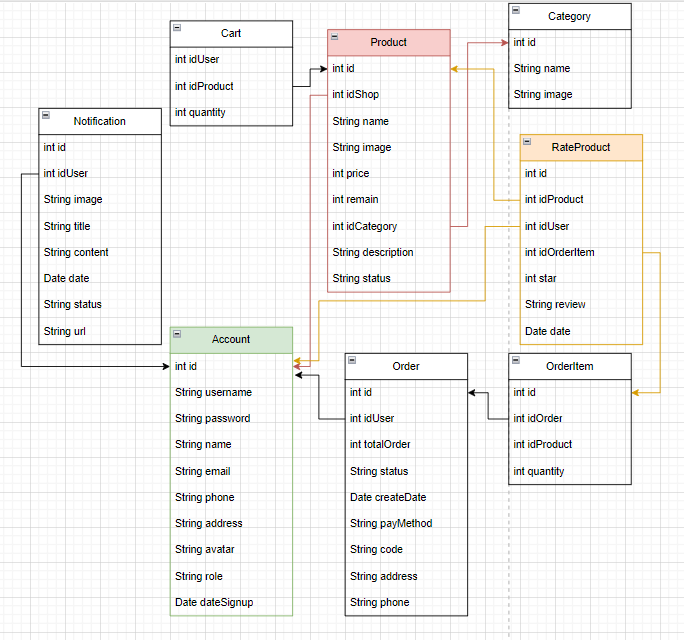 Cart
int idUser
int idProduct
int quantity
Product
int id
int idShop
String name
String image
int price
int remain
int idCategory
String description
String status
Category
int id
String name
String image
Notification
int id
int idUser
String image
String title
String content
Date date
String status
String url
RateProduct
int id
int idProduct
int idUser
int idOrderItem
int star
String review
Date date
Account
int id
String username
String password
String name
String email
String phone
String address
String avatar
String role
Date dateSignup
Order
int id
int idUser
int totalOrder
String status
Date createDate
String payMethod
String code
String address
String phone
OrderItem
int id
int idOrder
int idProduct
int quantity